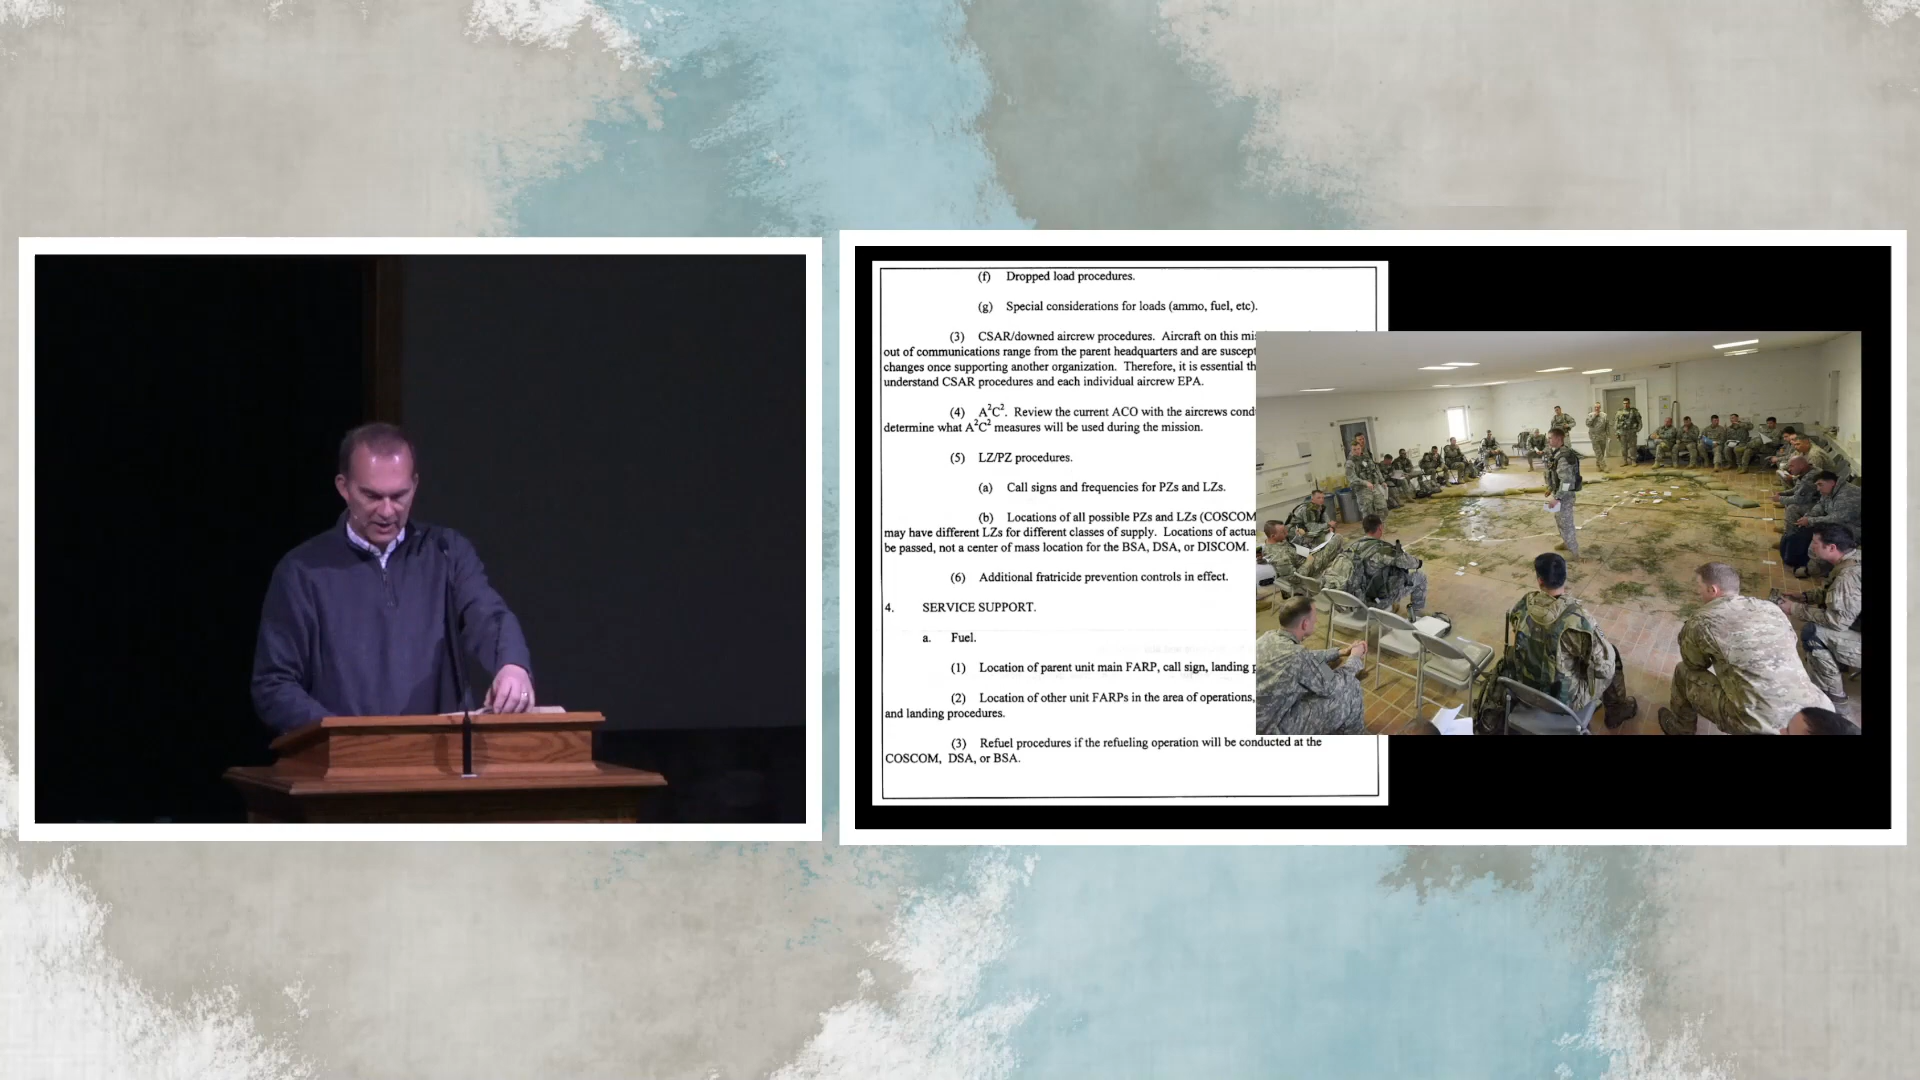 (f) Dropped load procedures.
(g) Special considerations for loads (ammo, fuel, etc).
(3) CSAR/downed aircrew procedures. Aircraft on this
out of communications range from the parent headquarters and are
changes once supporting another organization. Therefore, it is essential
understand CSAR procedures and each individual aircrew EPA.
(4) A²C². Review the current ACO with the aircrews
determine what A²C² measures will be used during the mission.
(5) LZ/PZ procedures.
(a) Call signs and frequencies for PZs and LZs.
(b) Locations of all possible PZs and LZs (COSCOM
may have different LZs for different classes of supply. Locations of
be passed, not a center of mass location for the BSA, DSA, or DISCOM.
(6) Additional fratricide prevention controls in effect.
4. SERVICE SUPPORT.
a. Fuel.
(1) Location of parent unit main FARP, call sign, landing
(2) Location of other unit FARPs in the area of operations,
and landing procedures.
(3) Refuel procedures if the refueling operation will be conducted at the
COSCOM, DSA, or BSA.